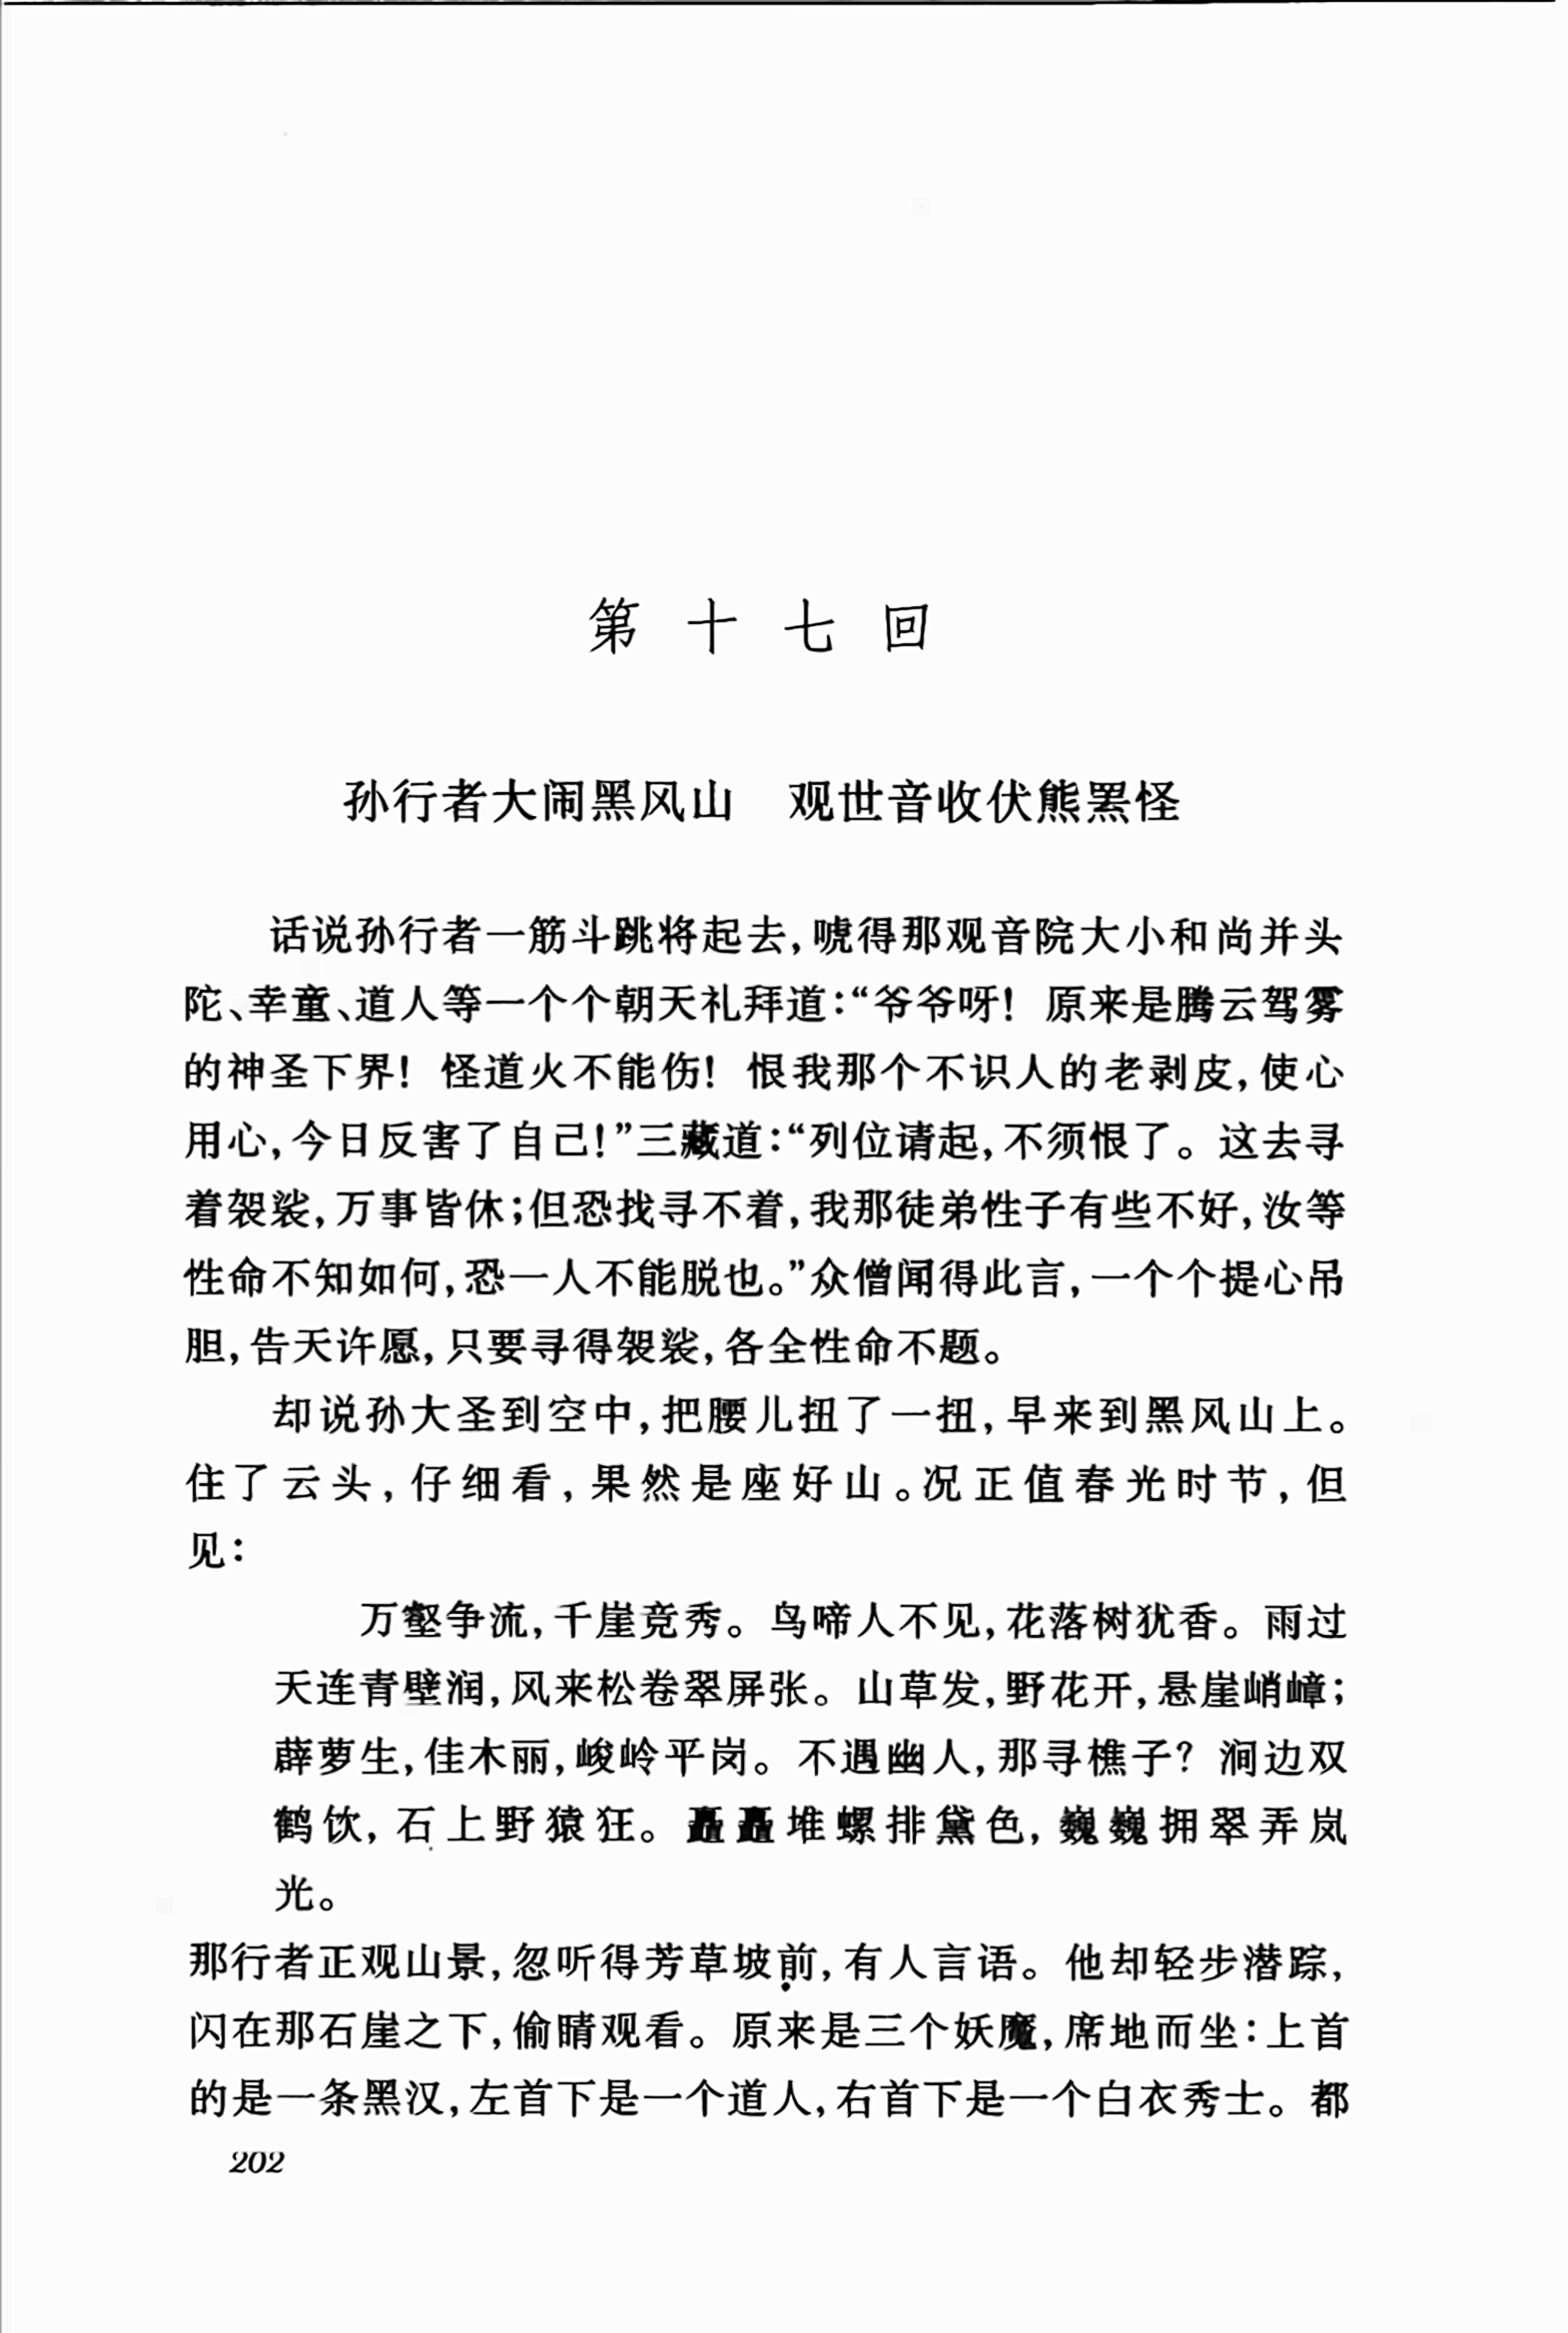 第十七回
孙行者大闹黑风山　观世音收伏熊罴怪
话说孙行者一筋斗跳将起去,唬得那观音院大小和尚并头
陀、幸童、道人等一个个朝天礼拜道:“爷爷呀! 原来是腾云驾雾
的神圣下界! 怪道火不能伤! 恨我那个不识人的老剥皮,使心
用心,今日反害了自己!”三藏道:“列位请起,不须恨了。这去寻
着袈裟,万事皆休;但恐找寻不着,我那徒弟性子有些不好,汝等
性命不知如何,恐一人不能脱也。”众僧闻得此言,一个个提心吊
胆,告天许愿,只要寻得袈裟,各全性命不题。
却说孙大圣到空中,把腰儿扭了一扭,早来到黑风山上。
住了云头,仔细看,果然是座好山。况正值春光时节,但
见:
万壑争流,千崖竞秀。鸟啼人不见,花落树犹香。雨过
天连青壁润,风来松卷翠屏张。山草发,野花开,悬崖峭嶂;
薜萝生,佳木丽,峻岭平岗。不遇幽人,那寻樵子? 涧边双
鹤饮,石上野猿狂。矗矗堆螺排黛色,巍巍拥翠弄岚
光。
那行者正观山景,忽听得芳草坡前,有人言语。他却轻步潜踪,
闪在那石崖之下,偷睛观看。原来是三个妖魔,席地而坐:上首
的是一条黑汉,左首下是一个道人,右首下是一个白衣秀士。都
202